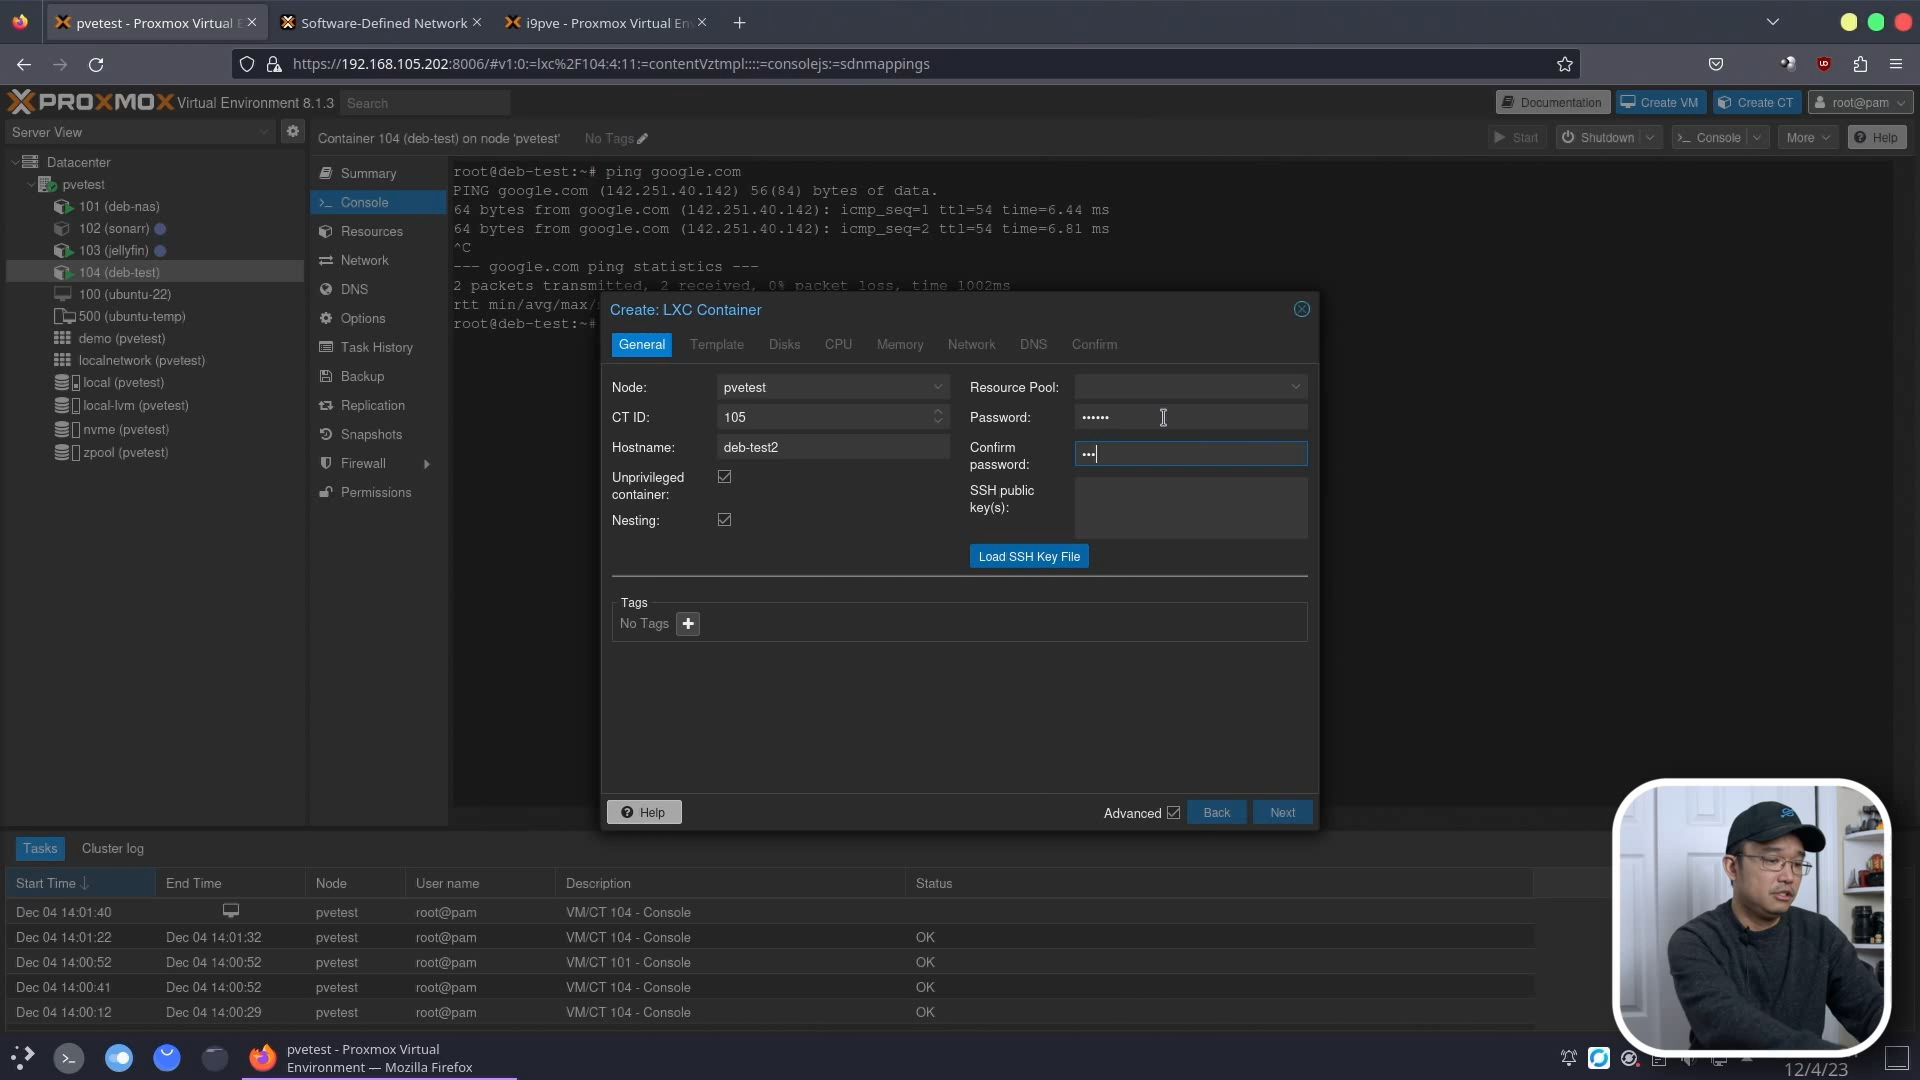 pvetest - Proxmox Virtual E
Software-Defined Network
i9pve - Proxmox Virtual En
https://192.168.105.202:8006/#v1:0:=lxc%2F104:4:11:=contentVztmpl::::=consolejs:=sdnmappings
PROXMOX Virtual Environment 8.1.3 Search
Documentation Create VM Create CT root@pam
Server View
Container 104 (deb-test) on node 'pvetest' No Tags
Start Shutdown Console More Help
Datacenter
pvetest
101 (deb-nas)
102 (sonarr)
103 (jellyfin)
104 (deb-test)
100 (ubuntu-22)
500 (ubuntu-temp)
demo (pvetest)
localnetwork (pvetest)
local (pvetest)
local-lvm (pvetest)
nvme (pvetest)
zpool (pvetest)
Summary
Console
Resources
Network
DNS
Options
Task History
Backup
Replication
Snapshots
Firewall
Permissions
root@deb-test:~# ping google.com
PING google.com (142.251.40.142) 56(84) bytes of data.
64 bytes from google.com (142.251.40.142): icmp_seq=1 ttl=54 time=6.44 ms
64 bytes from google.com (142.251.40.142): icmp_seq=2 ttl=54 time=6.81 ms
^C
--- google.com ping statistics ---
2 packets transmitted, 2 received, 0% packet loss, time 1002ms
rtt min/avg/max/
root@deb-test:~#
Create: LXC Container
General Template Disks CPU Memory Network DNS Confirm
Node: pvetest
CT ID: 105
Hostname: deb-test2
Unprivileged
container:
Nesting:
Resource Pool:
Password: ••••••
Confirm
password: •••
SSH public
key(s):
Load SSH Key File
Tags
No Tags
Help
Advanced Back Next
Tasks Cluster log
Start Time End Time Node User name Description Status
Dec 04 14:01:40 pvetest root@pam VM/CT 104 - Console
Dec 04 14:01:22 Dec 04 14:01:32 pvetest root@pam VM/CT 104 - Console OK
Dec 04 14:00:52 Dec 04 14:00:52 pvetest root@pam VM/CT 101 - Console OK
Dec 04 14:00:41 Dec 04 14:00:52 pvetest root@pam VM/CT 104 - Console OK
Dec 04 14:00:12 Dec 04 14:00:29 pvetest root@pam VM/CT 104 - Console OK
pvetest - Proxmox Virtual
Environment — Mozilla Firefox
12/4/23